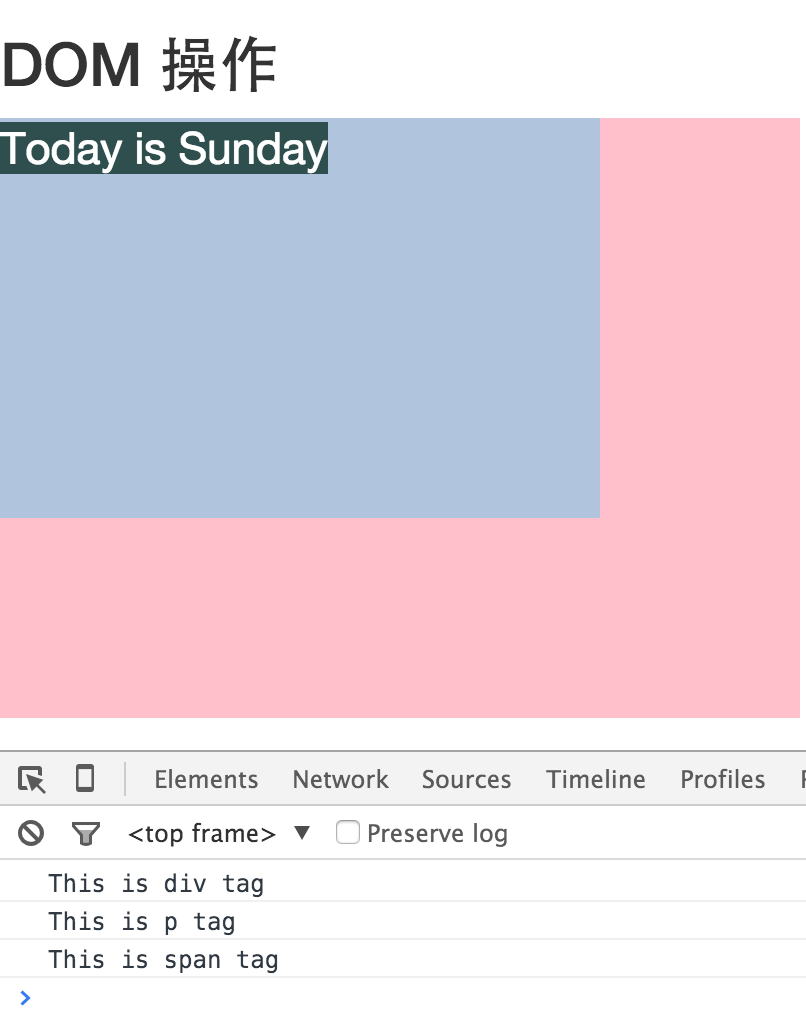 DOM 操作
Today is Sunday
Elements Network Sources Timeline Profiles
<top frame> ▼ Preserve log
This is div tag
This is p tag
This is span tag
>